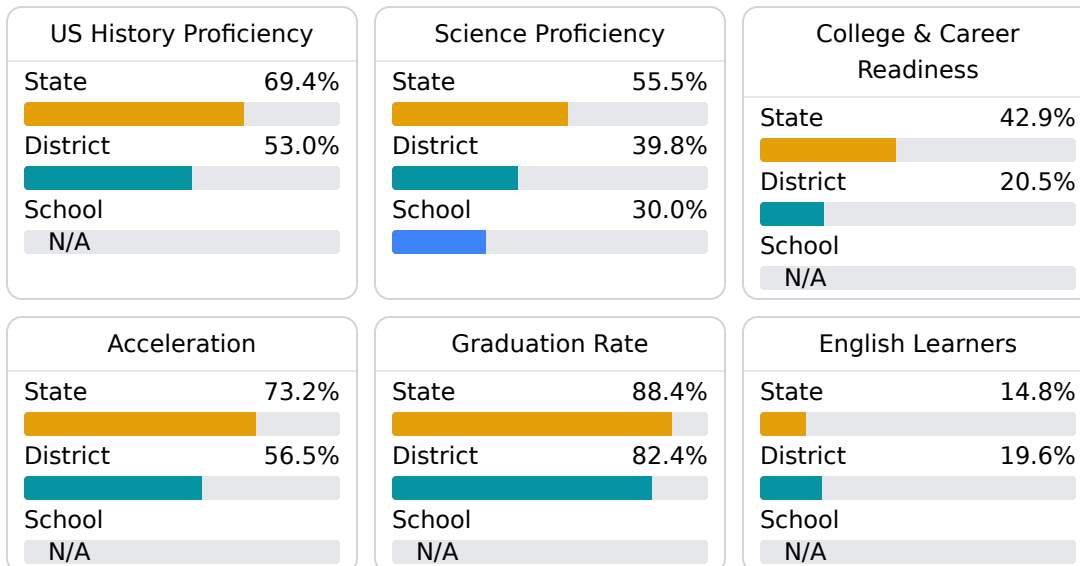 US History Proficiency
State 69.4%
District 53.0%
School
N/A
Science Proficiency
State 55.5%
District 39.8%
School 30.0%
College & Career
Readiness
State 42.9%
District 20.5%
School
N/A
Acceleration
State 73.2%
District 56.5%
School
N/A
Graduation Rate
State 88.4%
District 82.4%
School
N/A
English Learners
State 14.8%
District 19.6%
School
N/A